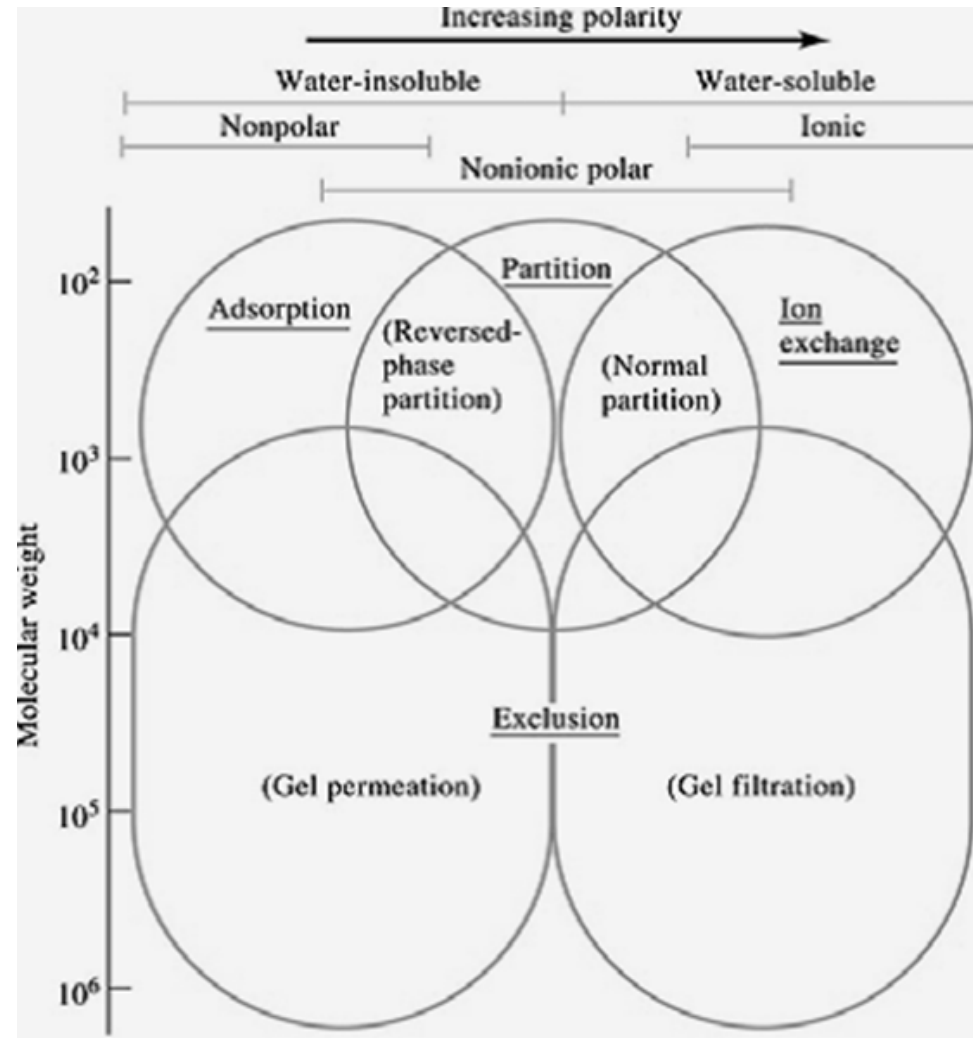 Increasing polarity
Water-insoluble Water-soluble
Nonpolar Ionic
Nonionic polar
Partition
10²
Adsorption
Ion
exchange
(Reversed-
phase
partition)
(Normal
partition)
10³
Molecular weight
10⁴
Exclusion
(Gel permeation) (Gel filtration)
10⁵
10⁶